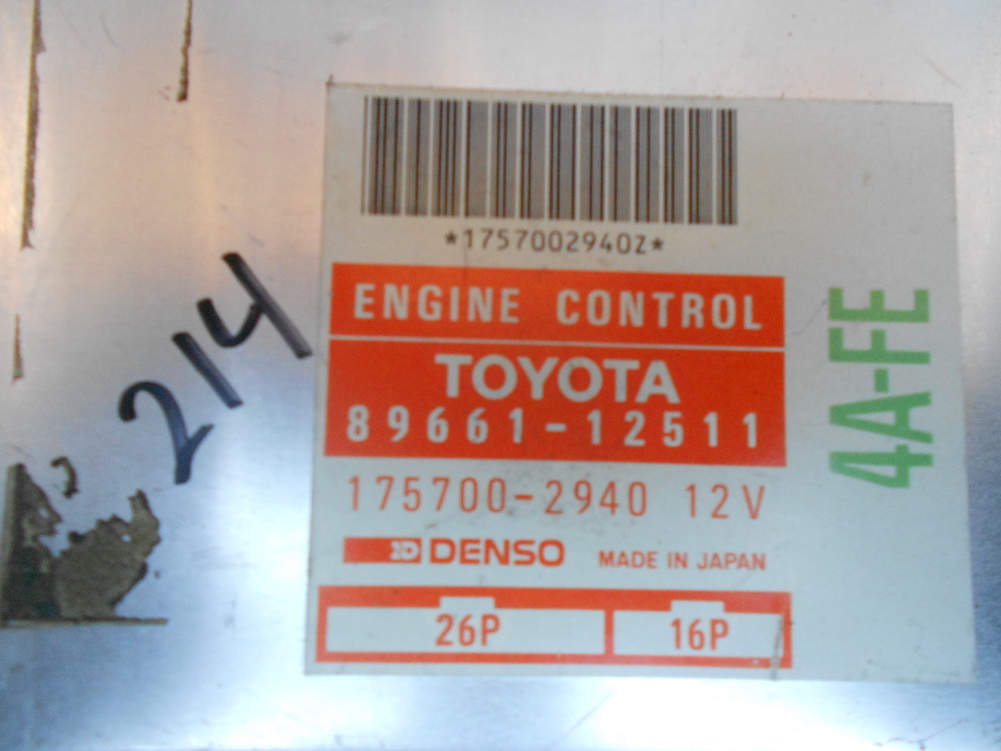 *1757002940Z*
ENGINE CONTROL
TOYOTA
89661-12511
175700-2940 12V
DENSO MADE IN JAPAN
26P 16P
4A-FE
214